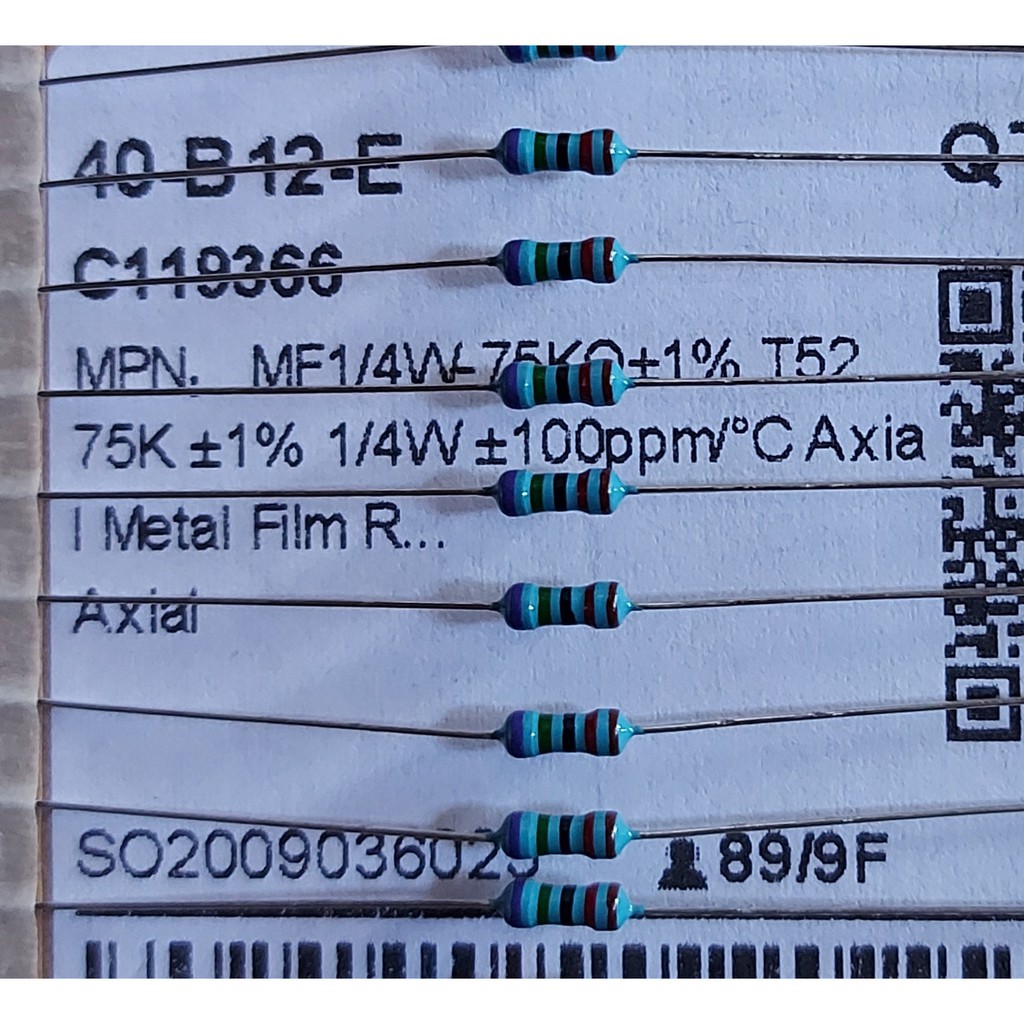 40-B12-E
Q
C119366
MPN. MF1/4W-75KΩ±1% T52
75K ±1% 1/4W ±100ppm/°C Axia
l Metal Film R...
Axial
89/9F